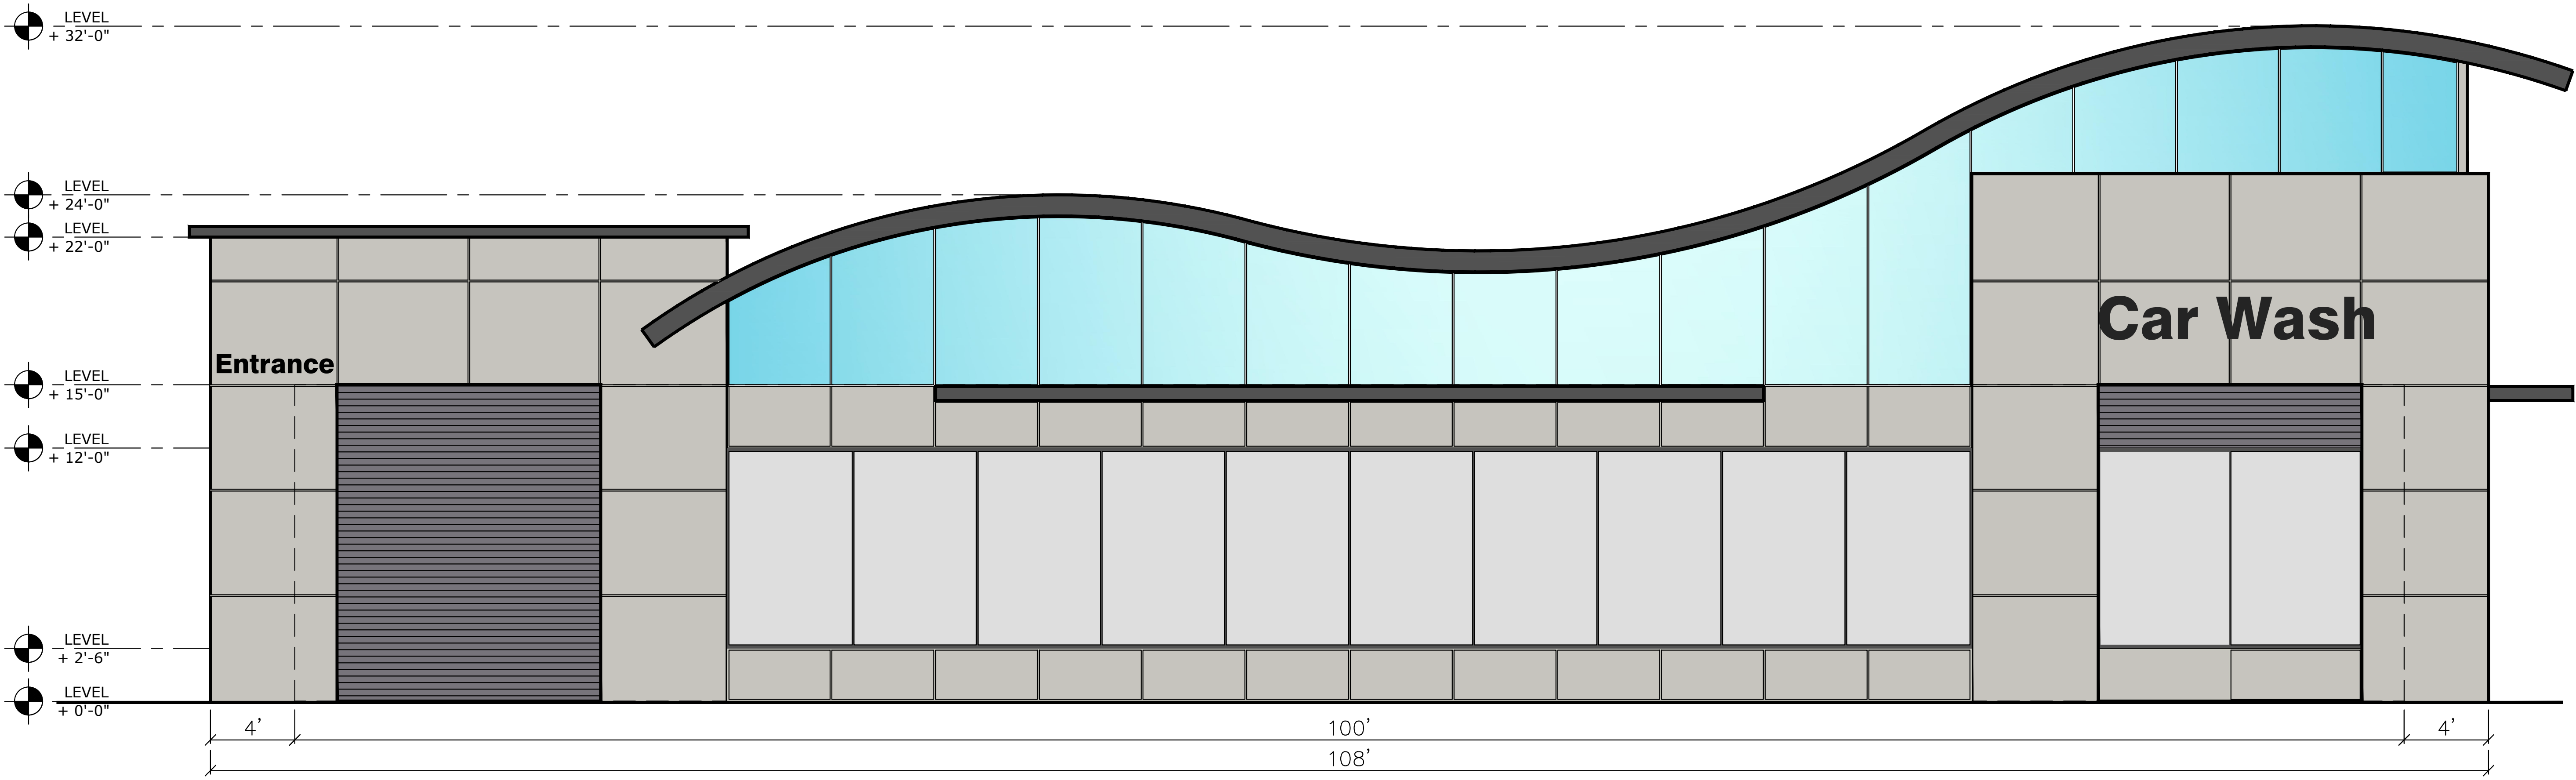 LEVEL
+ 32'-0"
LEVEL
+ 24'-0"
LEVEL
+ 22'-0"
LEVEL
+ 15'-0"
LEVEL
+ 12'-0"
LEVEL
+ 2'-6"
LEVEL
+ 0'-0"
Entrance
Car Wash
4’
100’
4’
108’